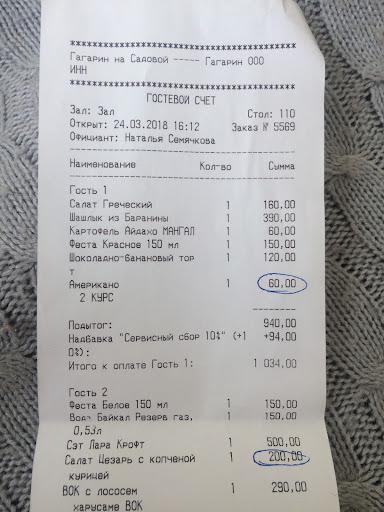 ************************************
Гагарин на Садовой ----- Гагарин ООО
ИНН
************************************
ГОСТЕВОЙ СЧЕТ
Зал: Зал Стол: 110
Открыт: 24.03.2018 16:12 Заказ № 5569
Официант: Наталья Семячкова
Наименование Кол-во Сумма
Гость 1
Салат Греческий 1 160,00
Шашлык из Баранины 1 390,00
Картофель Айдахо МАНГАЛ 1 60,00
Феста Красное 150 мл 1 150,00
Шоколадно-банановый тор 1 120,00
т
Американо 1 60,00
2 КУРС
Подытог: 940,00
Надбавка "Сервисный сбор 10%" (+1 +94,00
0%):
Итого к оплате Гость 1: 1 034,00
Гость 2
Феста Белое 150 мл 1 150,00
Вода Байкал Резерв газ, 1 150,00
0,53л
Сэт Лара Крофт 1 500,00
Салат Цезарь с копченой 1 200,00
курицей
ВОК с лососем 1 290,00
харусаме ВОК